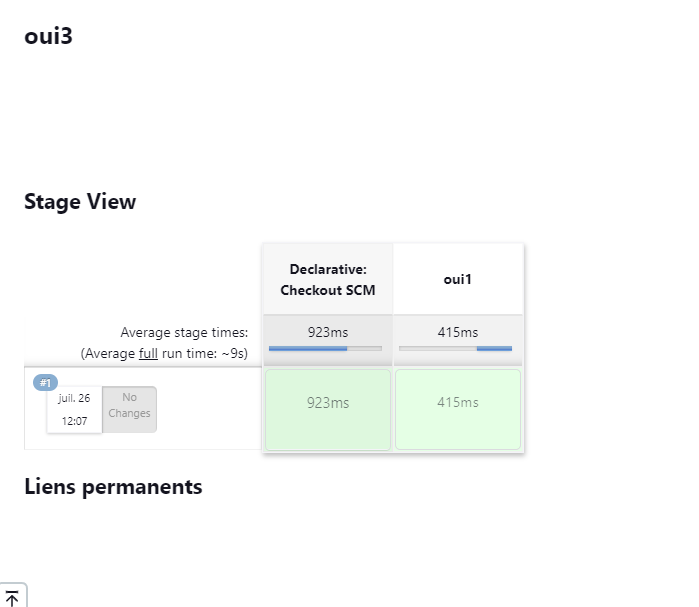 oui3
Stage View
Declarative:
Checkout SCM
oui1
Average stage times:
(Average full run time: ~9s)
923ms
415ms
#1
juil. 26
12:07
No
Changes
923ms
415ms
Liens permanents